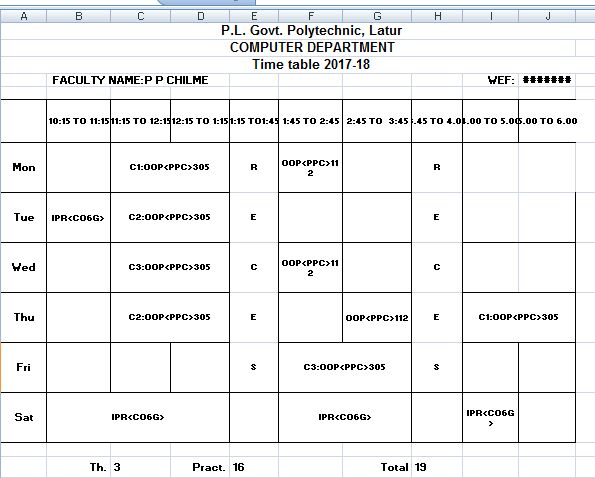 A B C D E F G H I J
P.L. Govt. Polytechnic, Latur
COMPUTER DEPARTMENT
Time table 2017-18
FACULTY NAME:P P CHILME WEF: #######
10:15 TO 11:15 11:15 TO 12:15 12:15 TO 1:15 1:15 TO1:45 1:45 TO 2:45 2:45 TO 3:45 .45 TO 4.0 .00 TO 5.00 5.00 TO 6.00
Mon C1:OOP<PPC>305 R OOP<PPC>11
2 R
Tue IPR<CO6G> C2:OOP<PPC>305 E E
Wed C3:OOP<PPC>305 C OOP<PPC>11
2 C
Thu C2:OOP<PPC>305 E OOP<PPC>112 E C1:OOP<PPC>305
Fri S C3:OOP<PPC>305 S
Sat IPR<CO6G> IPR<CO6G> IPR<CO6G
>
Th. 3 Pract. 16 Total 19